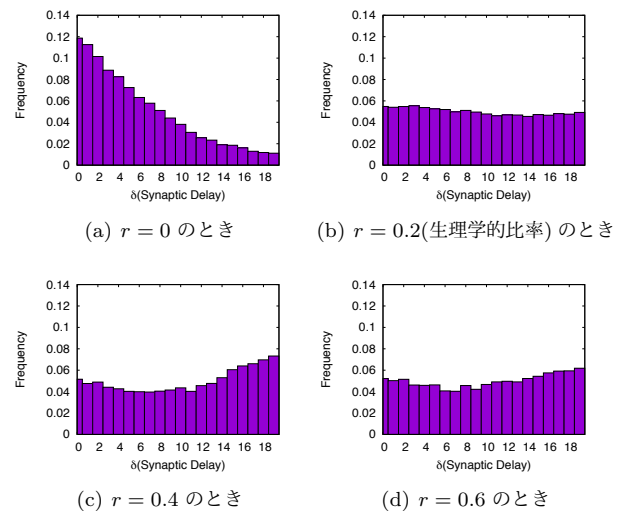 0.14
0.12
0.1
0.08
0.06
0.04
0.02
0
Frequency
0 2 4 6 8 10 12 14 16 18
δ(Synaptic Delay)
(a) r = 0 のとき
0.14
0.12
0.1
0.08
0.06
0.04
0.02
0
Frequency
0 2 4 6 8 10 12 14 16 18
δ(Synaptic Delay)
(b) r = 0.2(生理学的比率) のとき
0.14
0.12
0.1
0.08
0.06
0.04
0.02
0
Frequency
0 2 4 6 8 10 12 14 16 18
δ(Synaptic Delay)
(c) r = 0.4 のとき
0.14
0.12
0.1
0.08
0.06
0.04
0.02
0
Frequency
0 2 4 6 8 10 12 14 16 18
δ(Synaptic Delay)
(d) r = 0.6 のとき